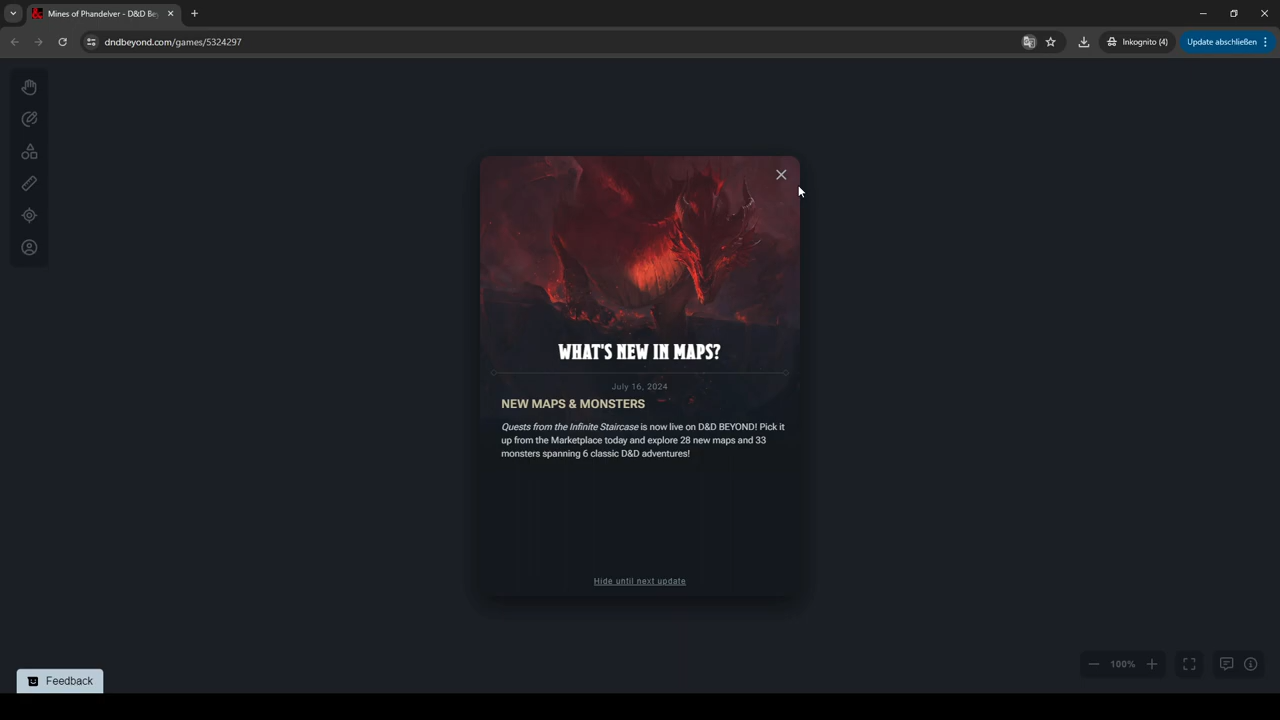 Mines of Phandelver - D&D Be
dndbeyond.com/games/5324297
Inkognito (4)
Update abschließen
WHAT'S NEW IN MAPS?
July 16, 2024
NEW MAPS & MONSTERS
Quests from the Infinite Staircase is now live on D&D BEYOND! Pick it
up from the Marketplace today and explore 28 new maps and 33
monsters spanning 6 classic D&D adventures!
Hide until next update
100%
Feedback